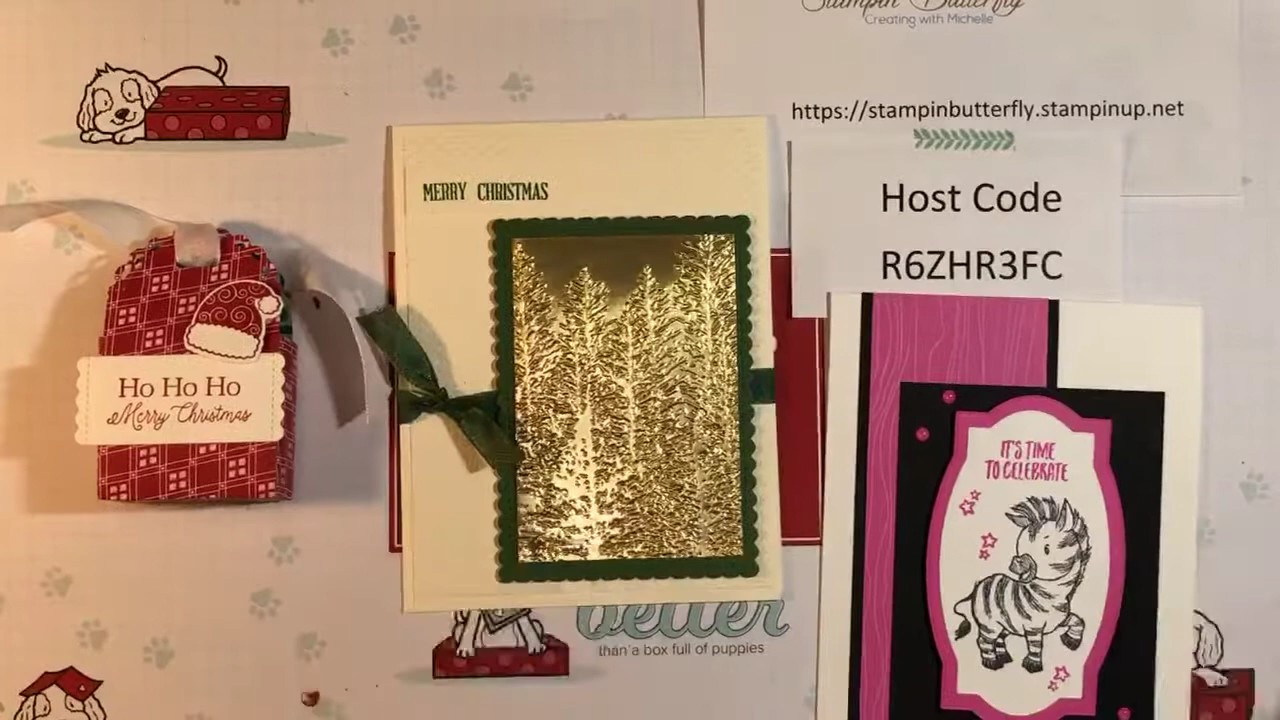 Stampin' Butterfly
Creating with Michelle
https://stampinbutterfly.stampinup.net
Host Code
R6ZHR3FC
MERRY CHRISTMAS
Ho Ho Ho
Merry Christmas
IT'S TIME
TO CELEBRATE
better
than a box full of puppies